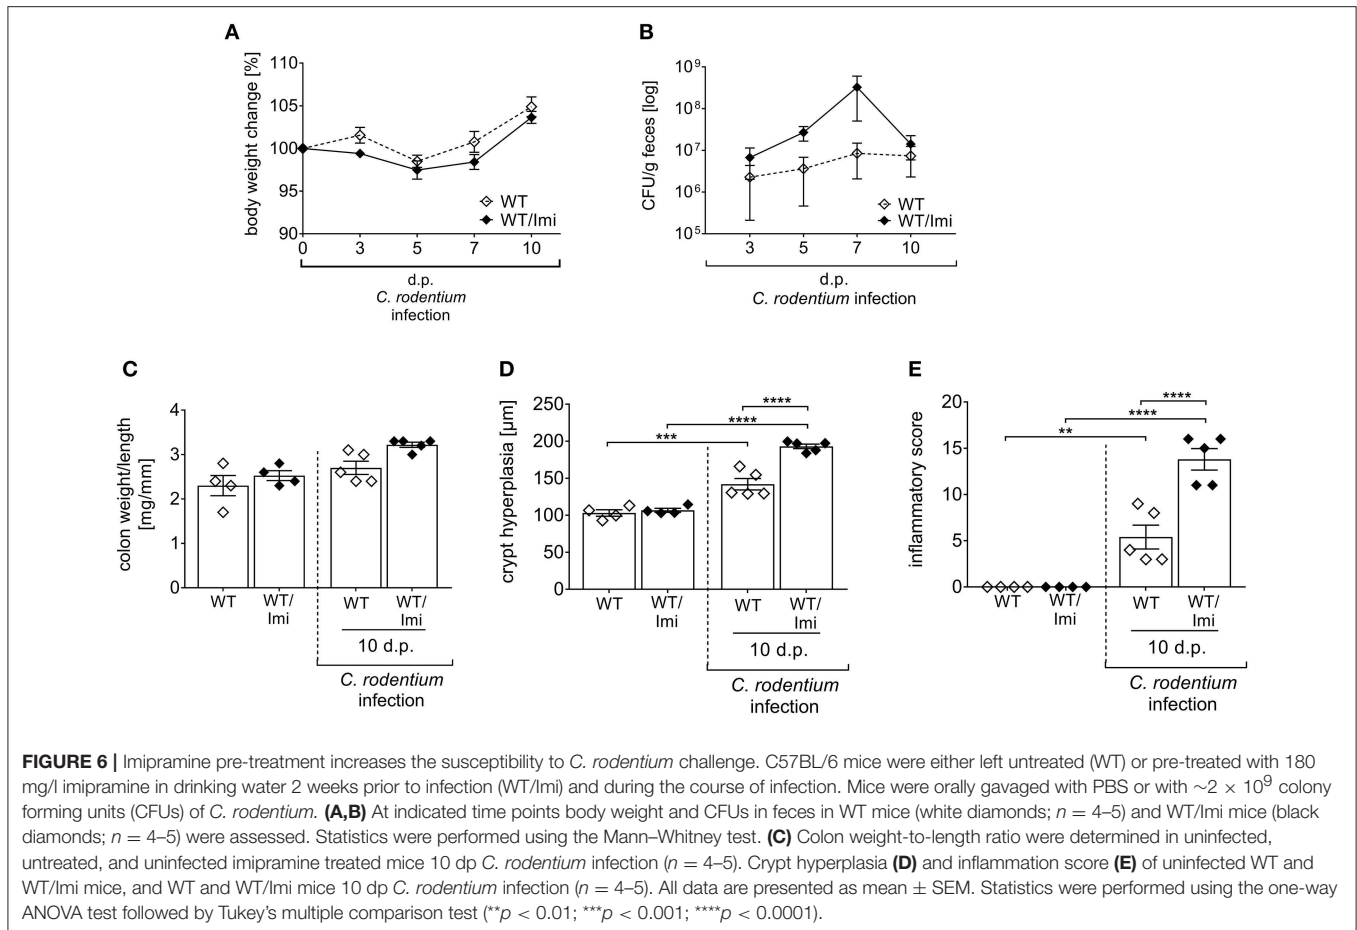 A
body weight change [%]
110
105
100
95
90
WT
WT/Imi
0 3 5 7 10
d.p.
C. rodentium
infection
B
CFU/g feces [log]
10⁹
10⁸
10⁷
10⁶
10⁵
WT
WT/Imi
3 5 7 10
d.p.
C. rodentium infection
C
colon weight/length
[mg/mm]
4
3
2
1
0
WT WT/ WT WT/
Imi Imi
10 d.p.
C. rodentium
infection
D
crypt hyperplasia [µm]
250
200
150
100
50
0
****
****
***
WT WT/ WT WT/
Imi Imi
10 d.p.
C. rodentium
infection
E
inflammatory score
20
15
10
5
0
****
****
**
WT WT/ WT WT/
Imi Imi
10 d.p.
C. rodentium
infection
FIGURE 6 | Imipramine pre-treatment increases the susceptibility to C. rodentium challenge. C57BL/6 mice were either left untreated (WT) or pre-treated with 180
mg/l imipramine in drinking water 2 weeks prior to infection (WT/Imi) and during the course of infection. Mice were orally gavaged with PBS or with ~2 × 10⁹ colony
forming units (CFUs) of C. rodentium. (A,B) At indicated time points body weight and CFUs in feces in WT mice (white diamonds; n = 4–5) and WT/Imi mice (black
diamonds; n = 4–5) were assessed. Statistics were performed using the Mann–Whitney test. (C) Colon weight-to-length ratio were determined in uninfected,
untreated, and uninfected imipramine treated mice 10 dp C. rodentium infection (n = 4–5). Crypt hyperplasia (D) and inflammation score (E) of uninfected WT and
WT/Imi mice, and WT and WT/Imi mice 10 dp C. rodentium infection (n = 4–5). All data are presented as mean ± SEM. Statistics were performed using the one-way
ANOVA test followed by Tukey's multiple comparison test (**p < 0.01; ***p < 0.001; ****p < 0.0001).